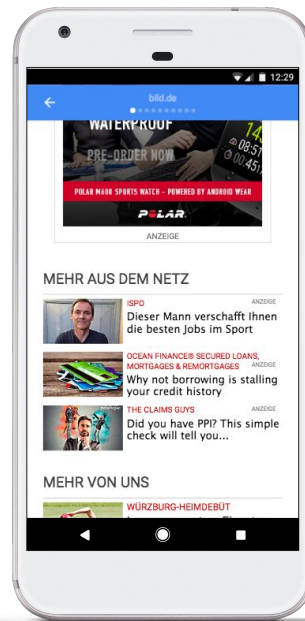 12:29
bild.de
WATERPROOF
PRE-ORDER NOW
POLAR M600 SPORTS WATCH - POWERED BY ANDROID WEAR
POLAR
ANZEIGE
MEHR AUS DEM NETZ
ISPO ANZEIGE
Dieser Mann verschafft Ihnen
die besten Jobs im Sport
OCEAN FINANCE® SECURED LOANS,
MORTGAGES & REMORTGAGES ANZEIGE
Why not borrowing is stalling
your credit history
THE CLAIMS GUYS ANZEIGE
Did you have PPI? This simple
check will tell you...
MEHR VON UNS
WÜRZBURG-HEIMDEBÜT